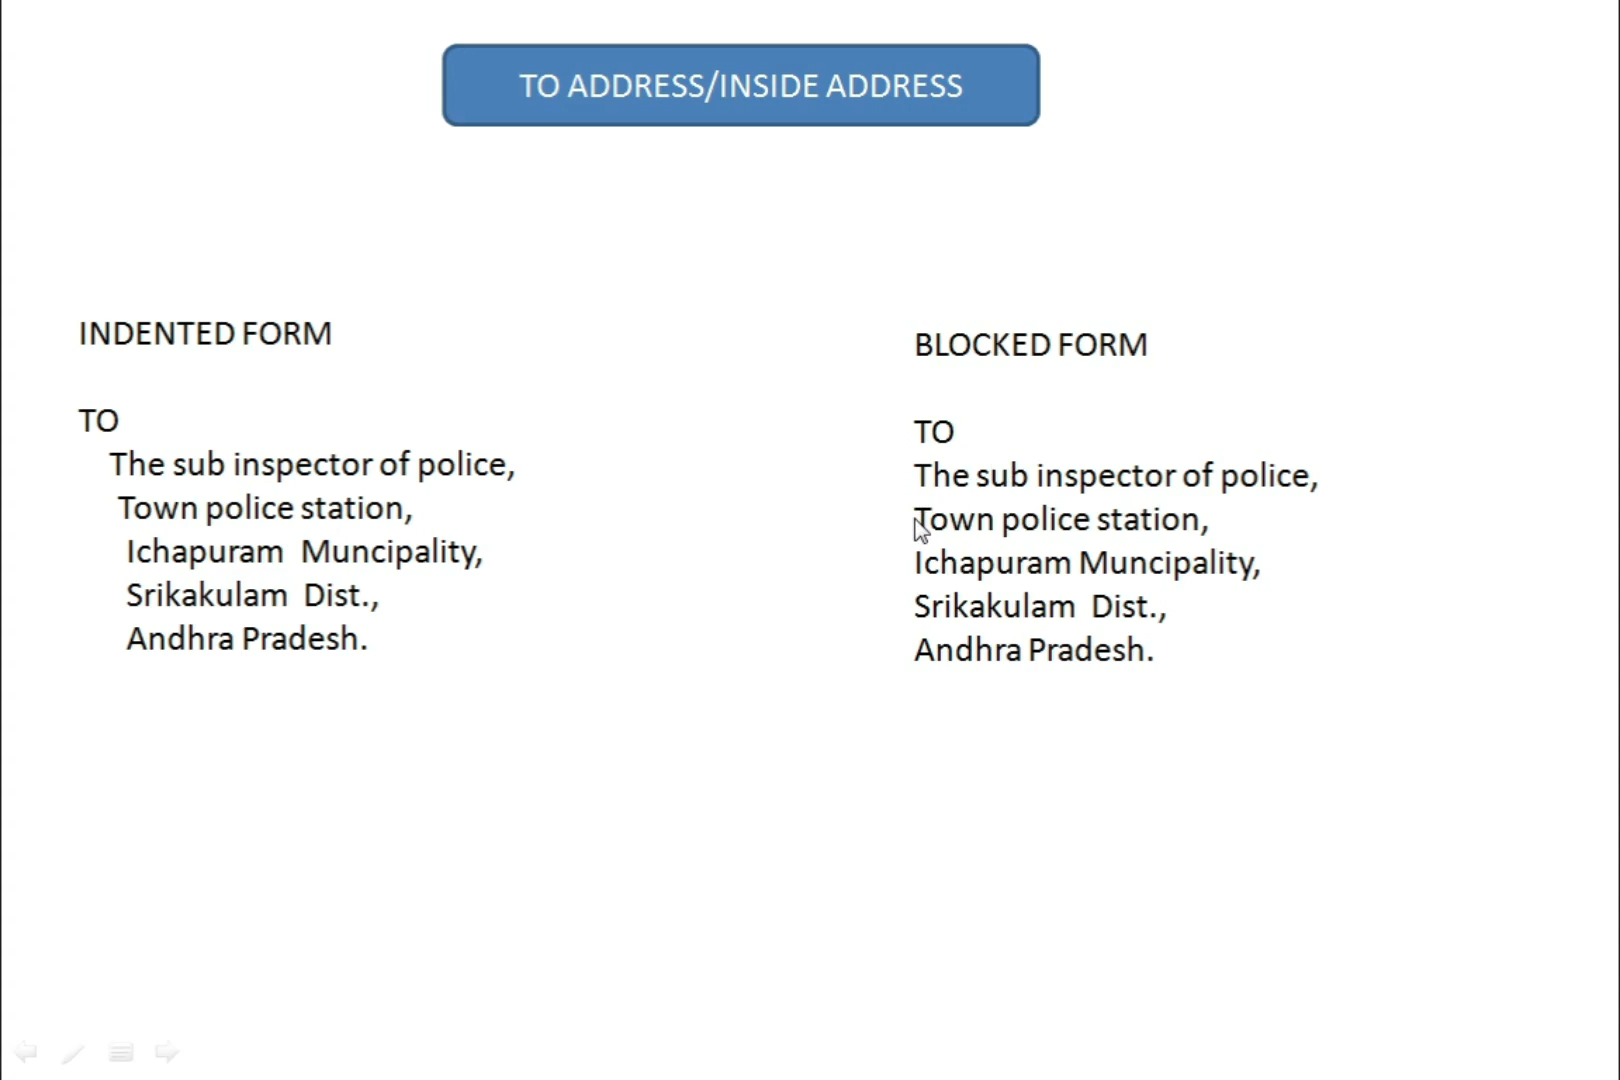 TO ADDRESS/INSIDE ADDRESS
INDENTED FORM
TO
The sub inspector of police,
Town police station,
Ichapuram Muncipality,
Srikakulam Dist.,
Andhra Pradesh.
BLOCKED FORM
TO
The sub inspector of police,
Town police station,
Ichapuram Muncipality,
Srikakulam Dist.,
Andhra Pradesh.